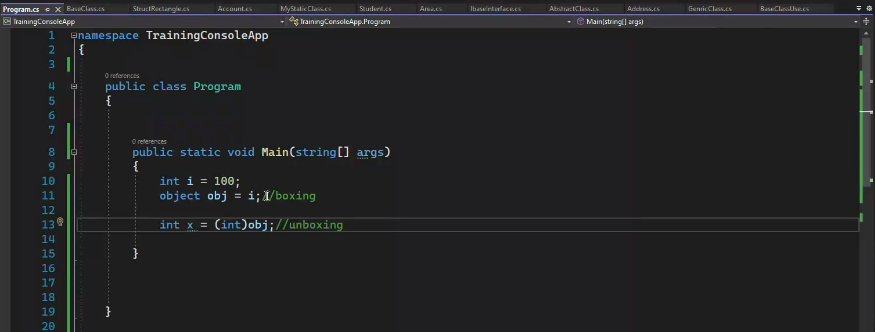 Program.cs BaseClass.cs StructRectangle.cs Account.cs MyStaticClass.cs Student.cs Area.cs IbaseInterface.cs AbstractClass.cs Address.cs GenricClass.cs BaseClassUse.cs
TrainingConsoleApp TrainingConsoleApp.Program Main(string[] args)
1 namespace TrainingConsoleApp
2 {
3
0 references
4 public class Program
5 {
6
7
0 references
8 public static void Main(string[] args)
9 {
10 int i = 100;
11 object obj = i;//boxing
12
13 int x = (int)obj;//unboxing
14
15 }
16
17
18
19 }
20